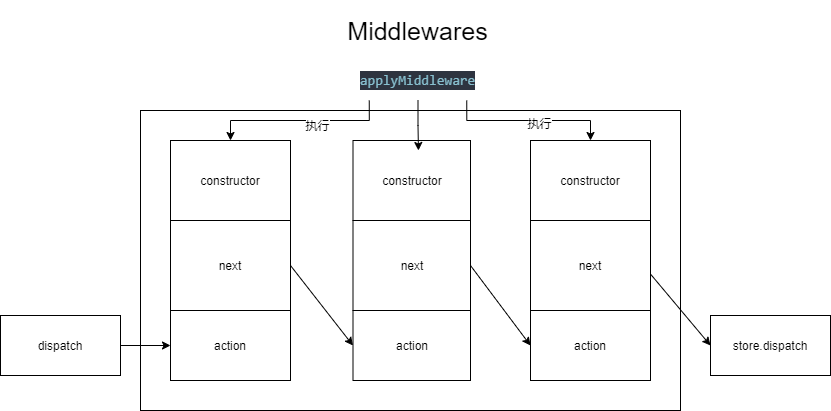 Middlewares
applyMiddleware
执行
执行
constructor
constructor
constructor
next
next
next
dispatch
action
action
action
store.dispatch